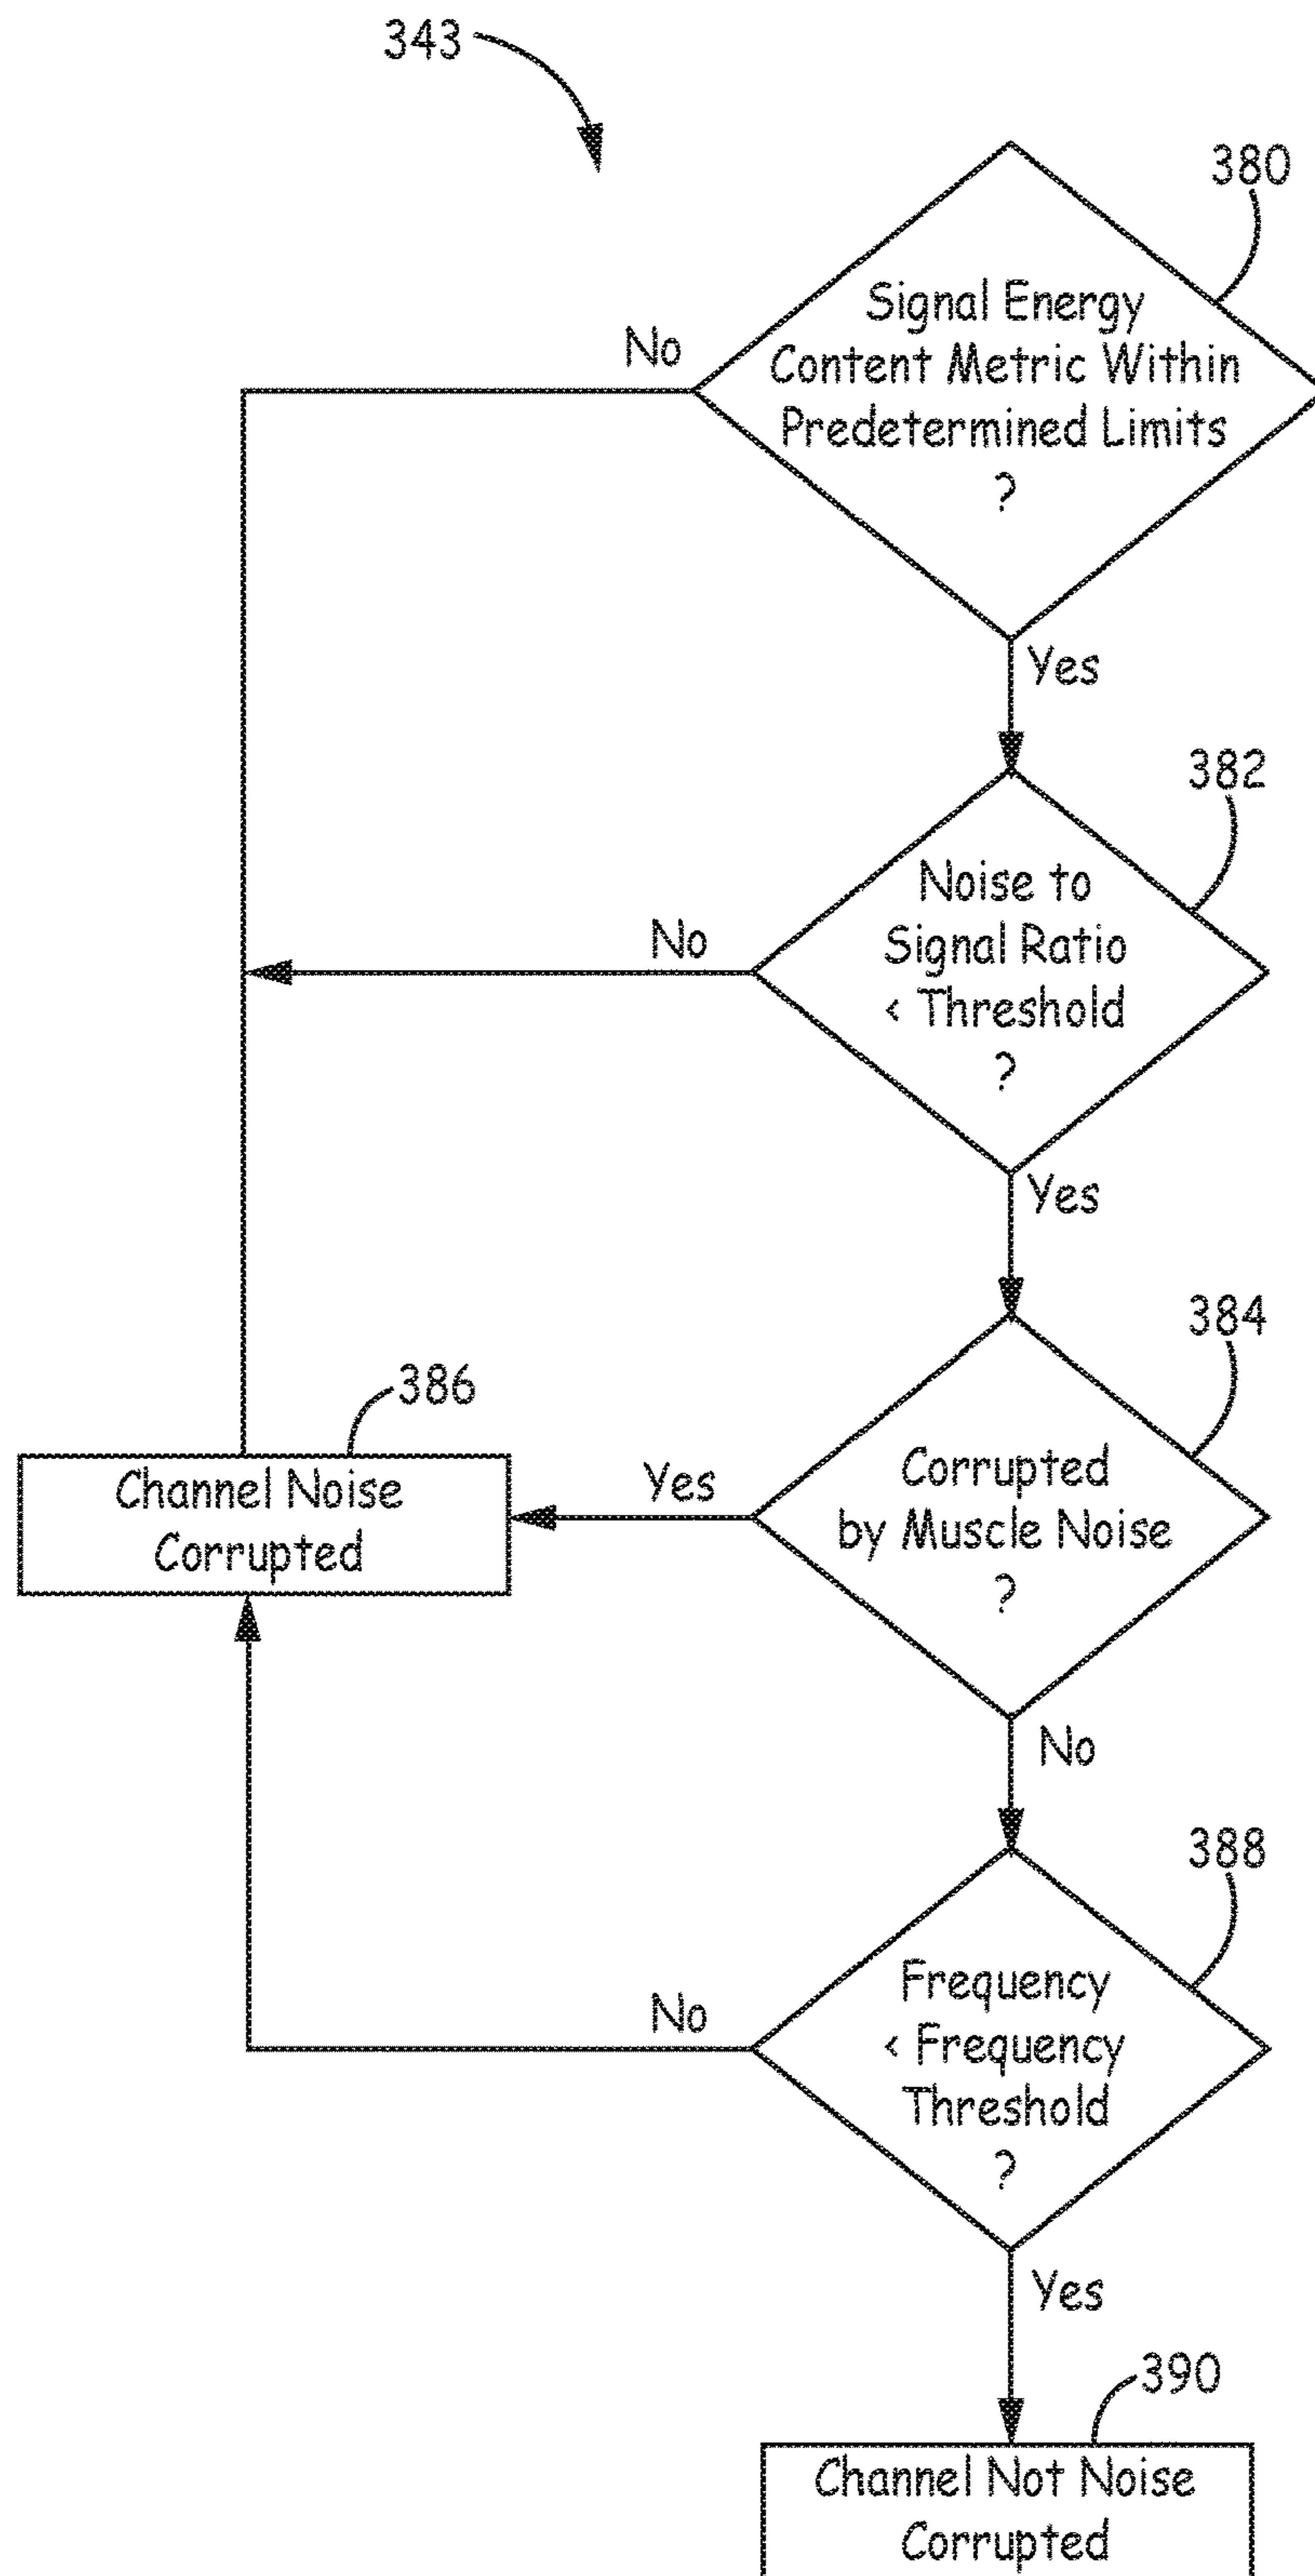 343
380
Signal Energy
Content Metric Within
Predetermined Limits
?
No
Yes
382
Noise to
Signal Ratio
< Threshold
?
No
Yes
384
Corrupted
by Muscle Noise
?
Yes
386
Channel Noise
Corrupted
No
388
Frequency
< Frequency
Threshold
?
No
Yes
390
Channel Not Noise
Corrupted